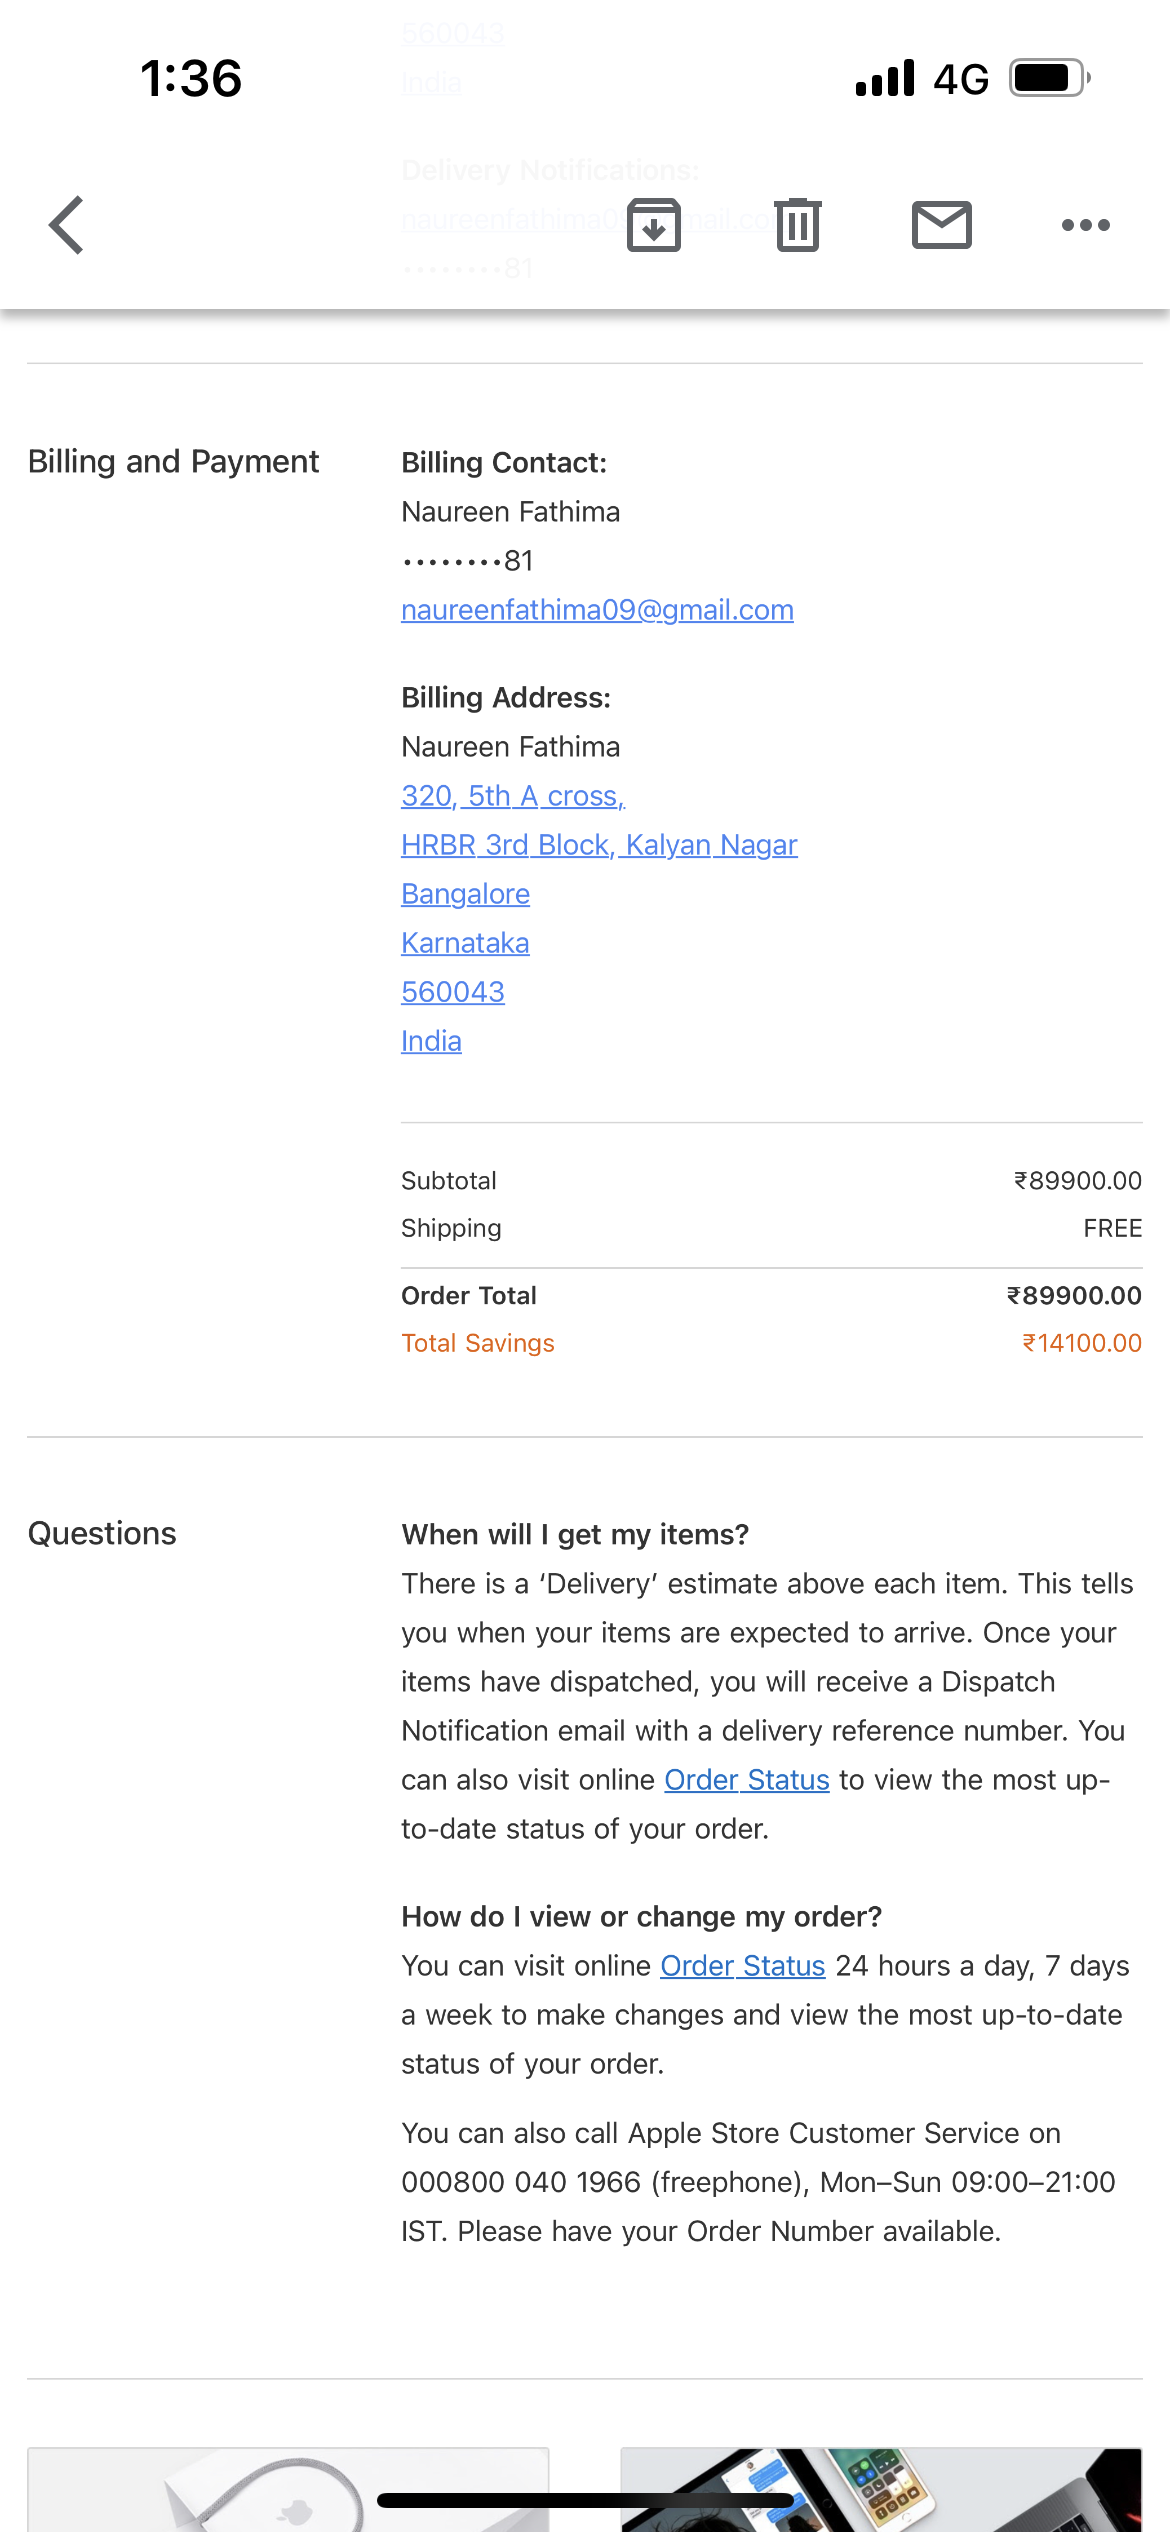 560043
1:36
4G
India
Delivery Notifications:
naureenfathima09@gmail.com
········81
Billing and Payment
Billing Contact:
Naureen Fathima
········81
naureenfathima09@gmail.com
Billing Address:
Naureen Fathima
320, 5th A cross,
HRBR 3rd Block, Kalyan Nagar
Bangalore
Karnataka
560043
India
Subtotal ₹89900.00
Shipping FREE
Order Total ₹89900.00
Total Savings ₹14100.00
Questions
When will I get my items?
There is a ‘Delivery’ estimate above each item. This tells
you when your items are expected to arrive. Once your
items have dispatched, you will receive a Dispatch
Notification email with a delivery reference number. You
can also visit online Order Status to view the most up-
to-date status of your order.
How do I view or change my order?
You can visit online Order Status 24 hours a day, 7 days
a week to make changes and view the most up-to-date
status of your order.
You can also call Apple Store Customer Service on
000800 040 1966 (freephone), Mon–Sun 09:00–21:00
IST. Please have your Order Number available.